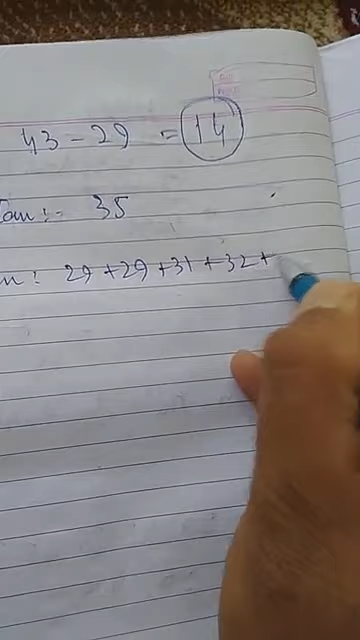 43 - 29 = 14
35
29 + 29 + 31 + 32 +